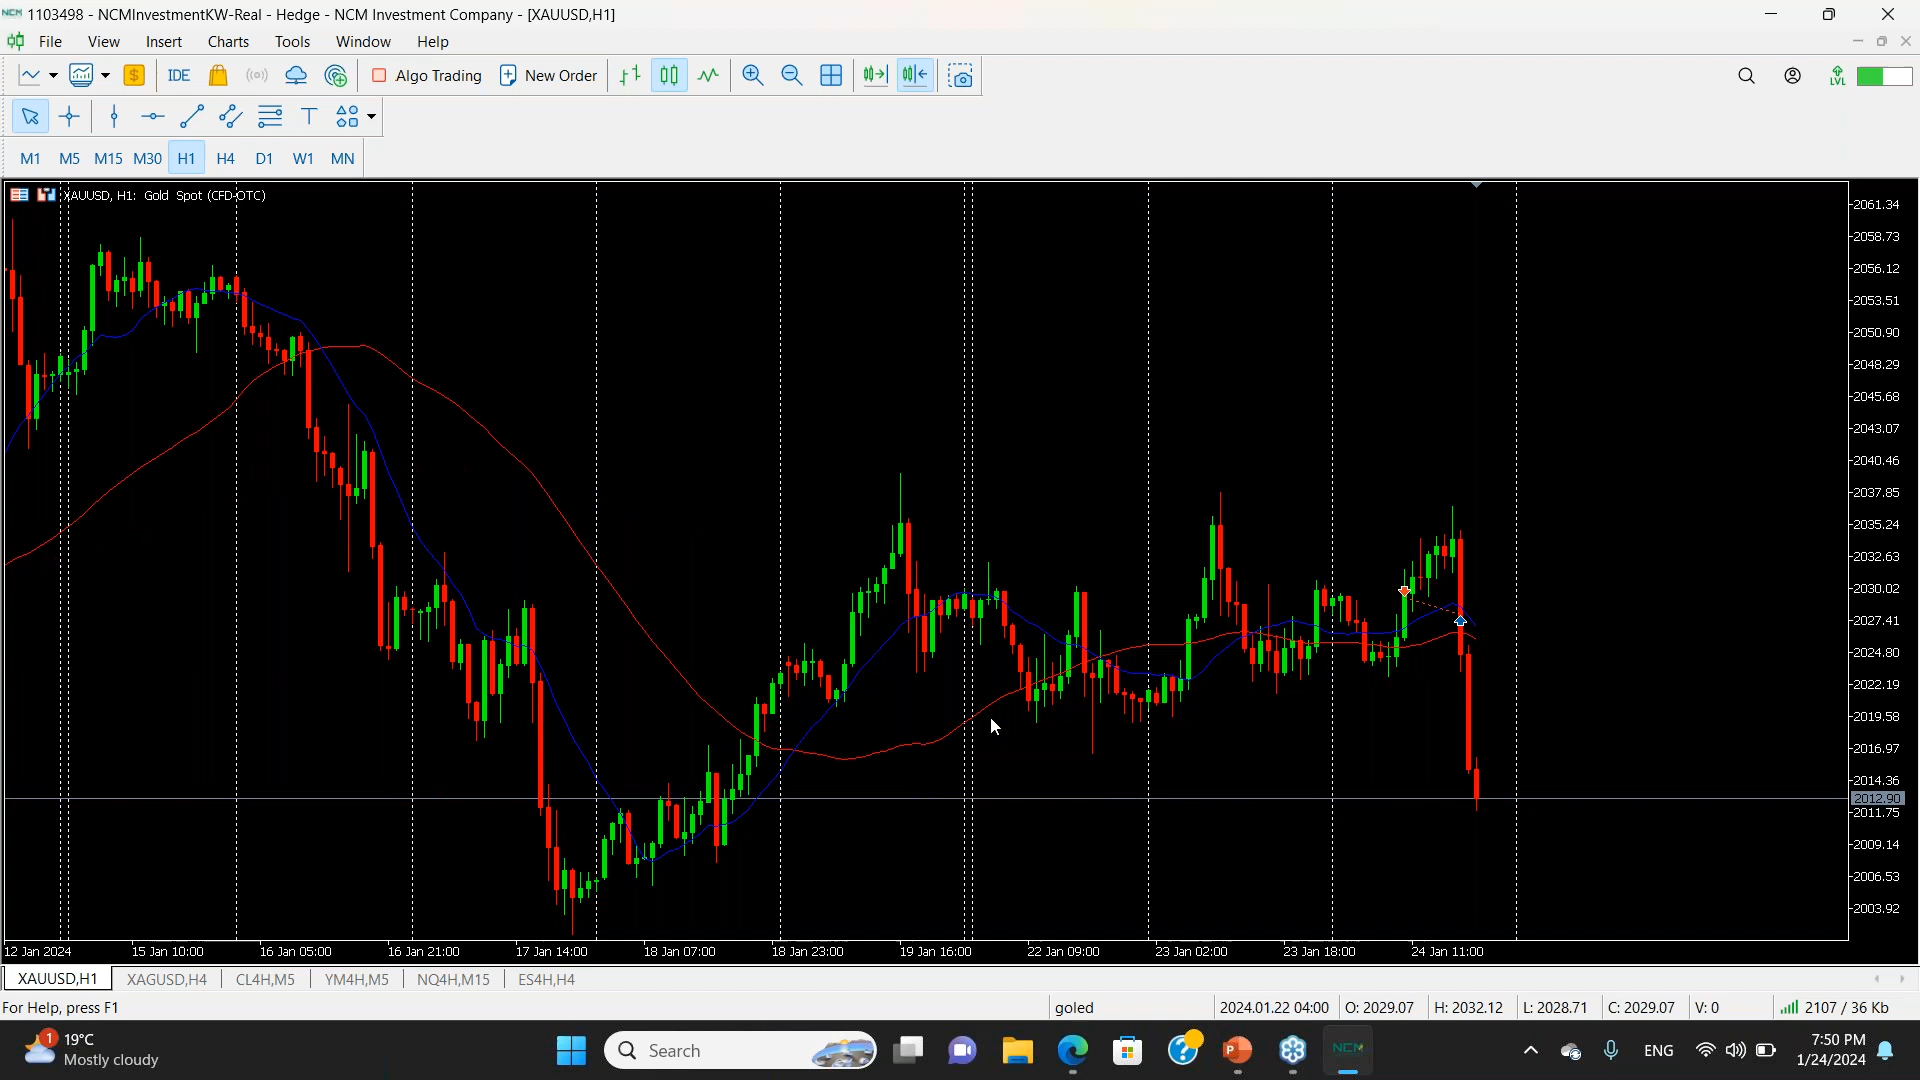 NCM 1103498 - NCMInvestmentKW-Real - Hedge - NCM Investment Company - [XAUUSD,H1]
File View Insert Charts Tools Window Help
IDE Algo Trading New Order LVL
M1 M5 M15 M30 H1 H4 D1 W1 MN
XAUUSD, H1: Gold Spot (CFD-OTC)
2061.34
2058.73
2056.12
2053.51
2050.90
2048.29
2045.68
2043.07
2040.46
2037.85
2035.24
2032.63
2030.02
2027.41
2024.80
2022.19
2019.58
2016.97
2014.36
2012.90
2011.75
2009.14
2006.53
2003.92
12 Jan 2024 15 Jan 10:00 16 Jan 05:00 16 Jan 21:00 17 Jan 14:00 18 Jan 07:00 18 Jan 23:00 19 Jan 16:00 22 Jan 09:00 23 Jan 02:00 23 Jan 18:00 24 Jan 11:00
XAUUSD,H1 XAGUSD,H4 CL4H,M5 YM4H,M5 NQ4H,M15 ES4H,H4
For Help, press F1 goled 2024.01.22 04:00 O: 2029.07 H: 2032.12 L: 2028.71 C: 2029.07 V: 0 2107 / 36 Kb
1 19°C
Mostly cloudy
Search
NCM
ENG
7:50 PM
1/24/2024